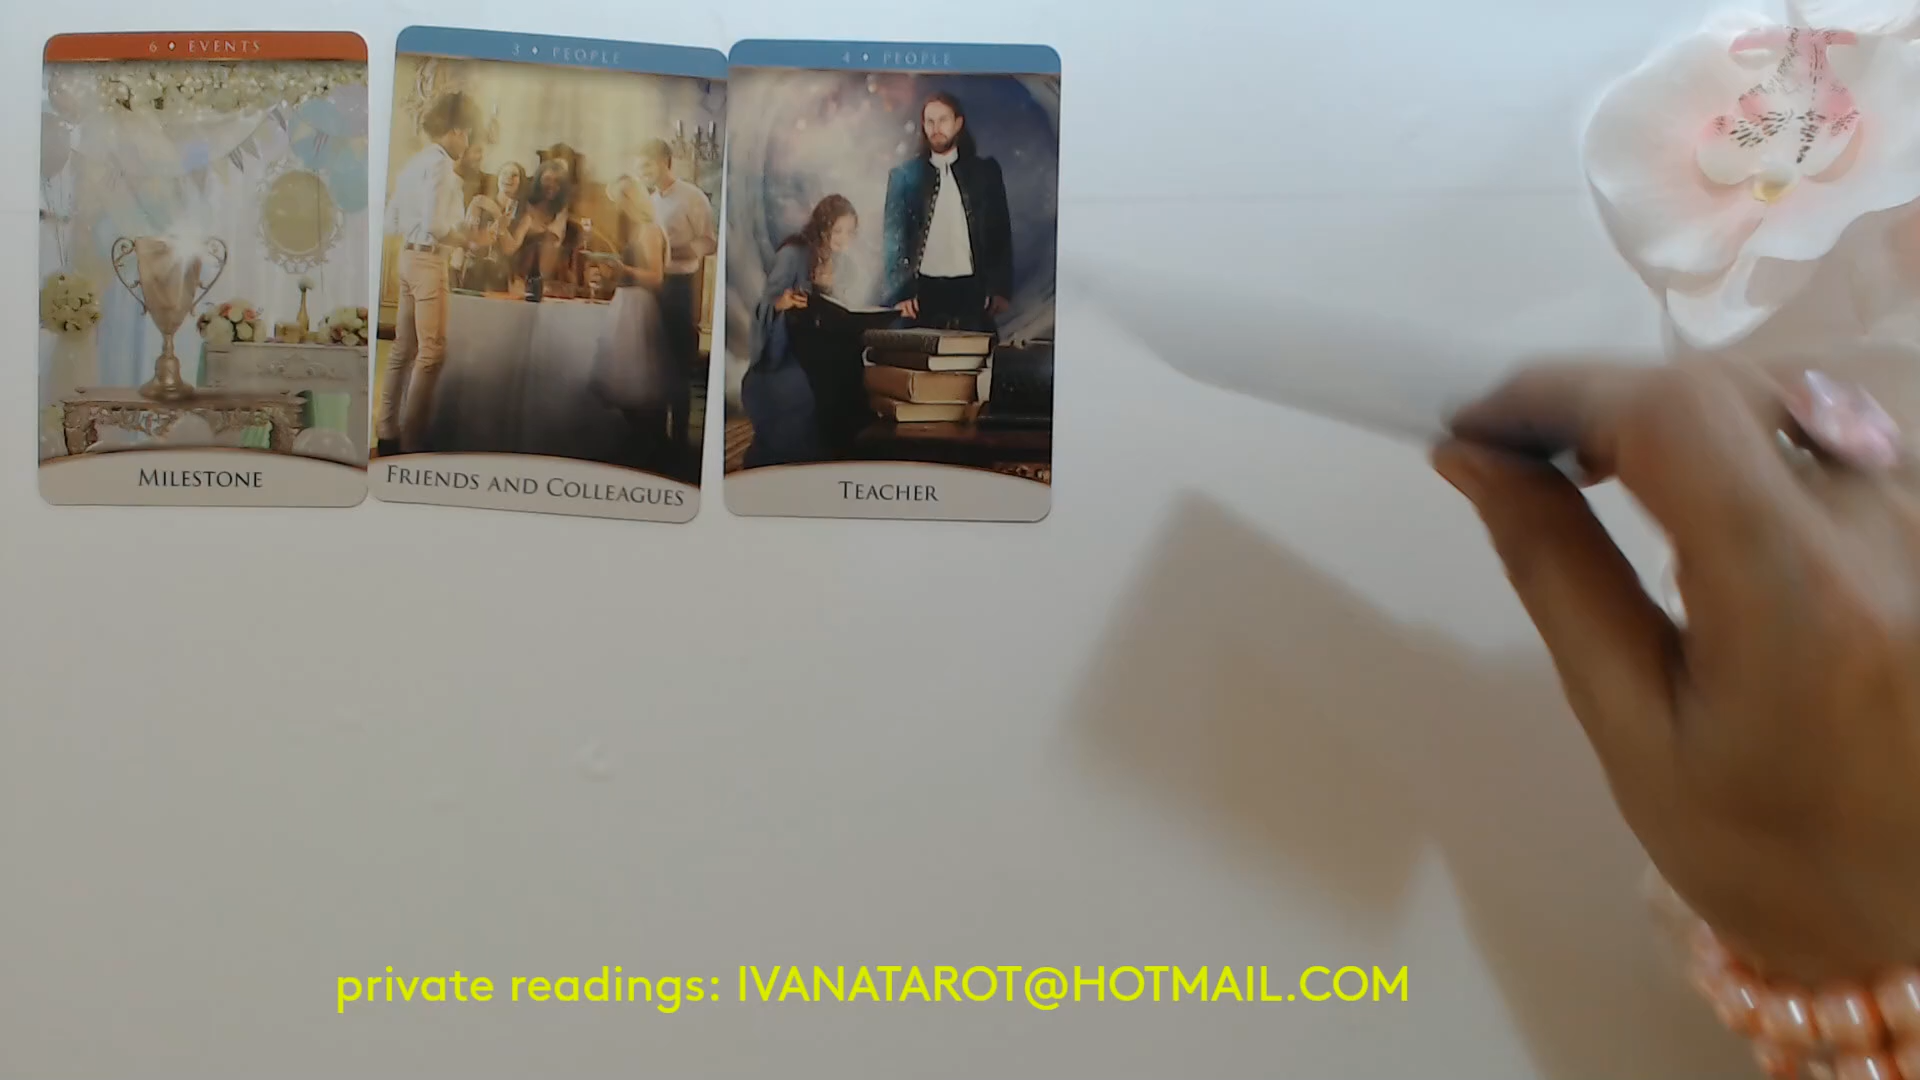 6 ♦ EVENTS
MILESTONE
3 ♦ PEOPLE
FRIENDS AND COLLEAGUES
4 ♦ PEOPLE
TEACHER
private readings: IVANATAROT@HOTMAIL.COM